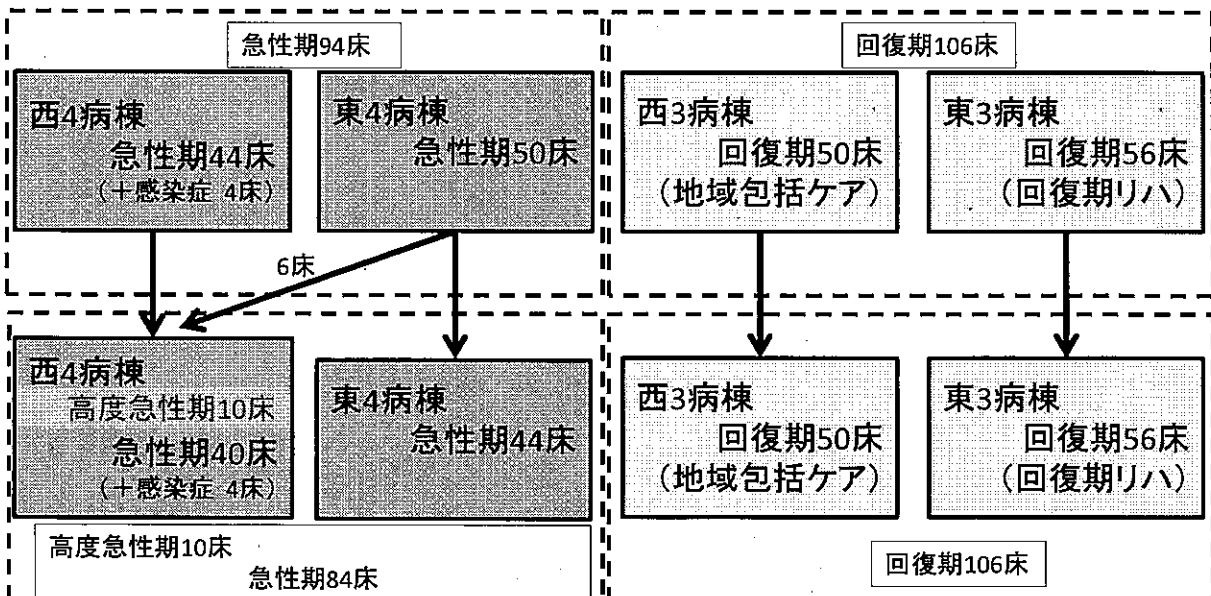 急性期94床
回復期106床
西4病棟
急性期44床
(+感染症 4床)
東4病棟
急性期50床
西3病棟
回復期50床
(地域包括ケア)
東3病棟
回復期56床
(回復期リハ)
6床
西4病棟
高度急性期10床
急性期40床
(+感染症 4床)
東4病棟
急性期44床
西3病棟
回復期50床
(地域包括ケア)
東3病棟
回復期56床
(回復期リハ)
高度急性期10床
急性期84床
回復期106床